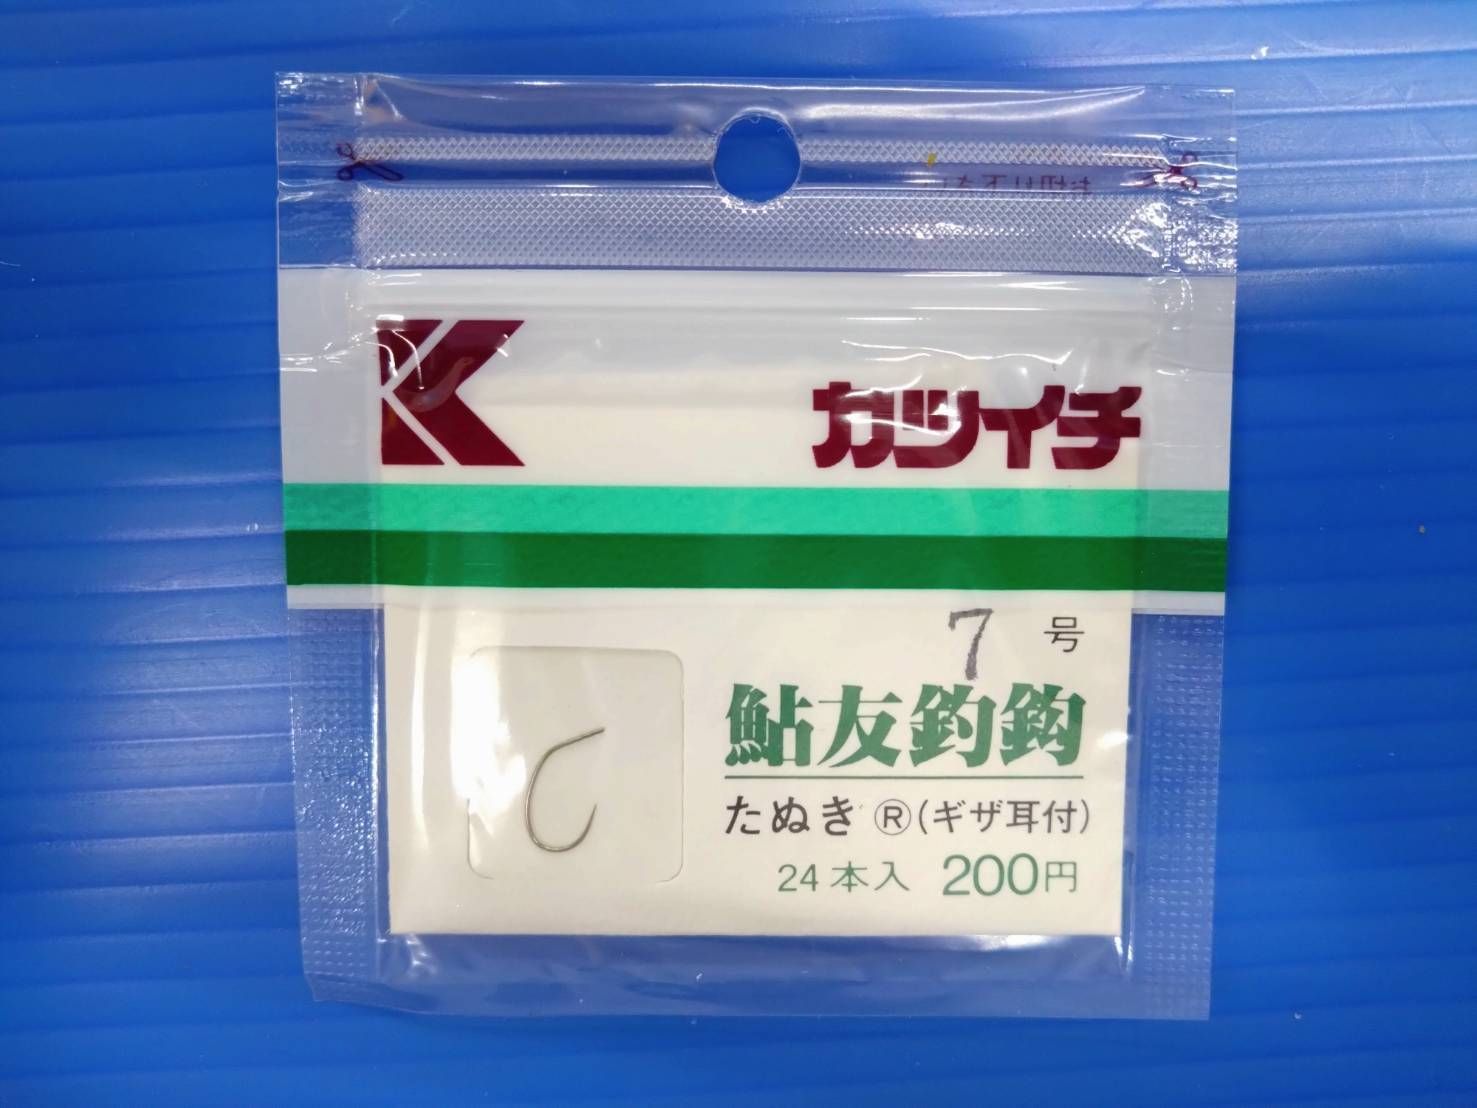 K
カツイチ
7 号
鮎友釣鈎
たぬき Ⓡ(ギザ耳付)
24本入 200円